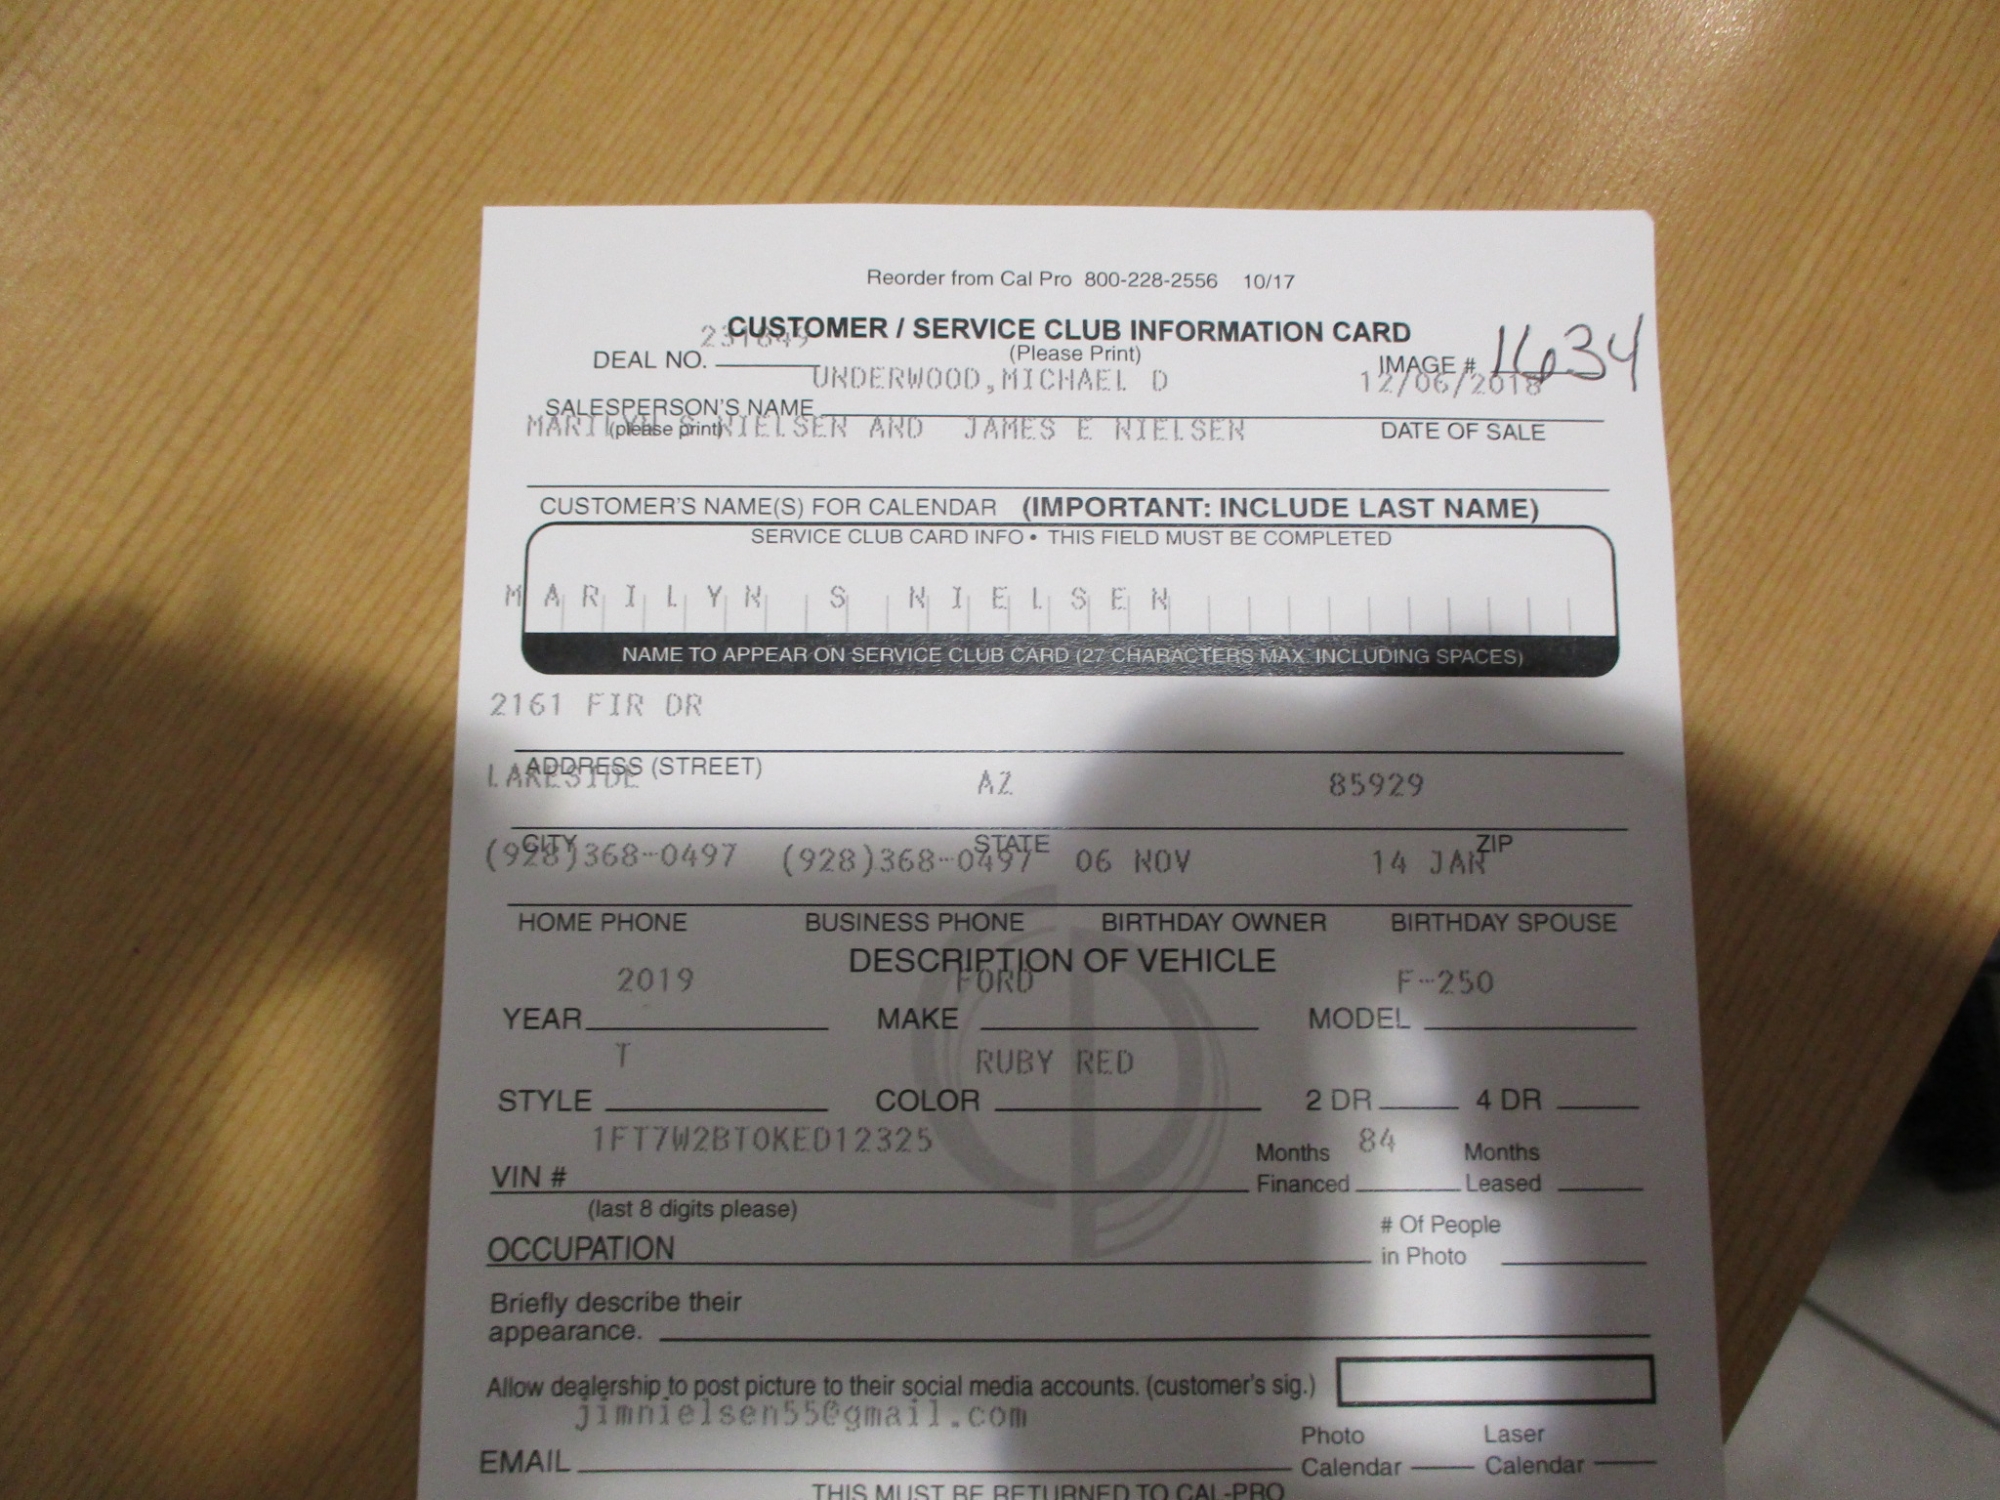 Reorder from Cal Pro 800-228-2556 10/17
CUSTOMER / SERVICE CLUB INFORMATION CARD
231849
(Please Print)
DEAL NO. IMAGE # 1634
UNDERWOOD,MICHAEL D 12/06/2018
SALESPERSON'S NAME
(please print) DATE OF SALE
MARILYN S NIELSEN AND JAMES E NIELSEN
CUSTOMER'S NAME(S) FOR CALENDAR (IMPORTANT: INCLUDE LAST NAME)
SERVICE CLUB CARD INFO • THIS FIELD MUST BE COMPLETED
MARILYN S NIELSEN
NAME TO APPEAR ON SERVICE CLUB CARD (27 CHARACTERS MAX. INCLUDING SPACES)
2161 FIR DR
ADDRESS (STREET)
LAKESIDE AZ 85929
CITY STATE ZIP
(928)368-0497 (928)368-0497 06 NOV 14 JAN
HOME PHONE BUSINESS PHONE BIRTHDAY OWNER BIRTHDAY SPOUSE
DESCRIPTION OF VEHICLE
2019 FORD F-250
YEAR MAKE MODEL
T RUBY RED
STYLE COLOR 2 DR 4 DR
1FT7W2BT0KED12325 84
VIN # Months Financed Months Leased
(last 8 digits please)
OCCUPATION # Of People in Photo
Briefly describe their
appearance.
Allow dealership to post picture to their social media accounts. (customer's sig.)
jimnielsen55@gmail.com
EMAIL Photo Calendar Laser Calendar
THIS MUST BE RETURNED TO CAL-PRO